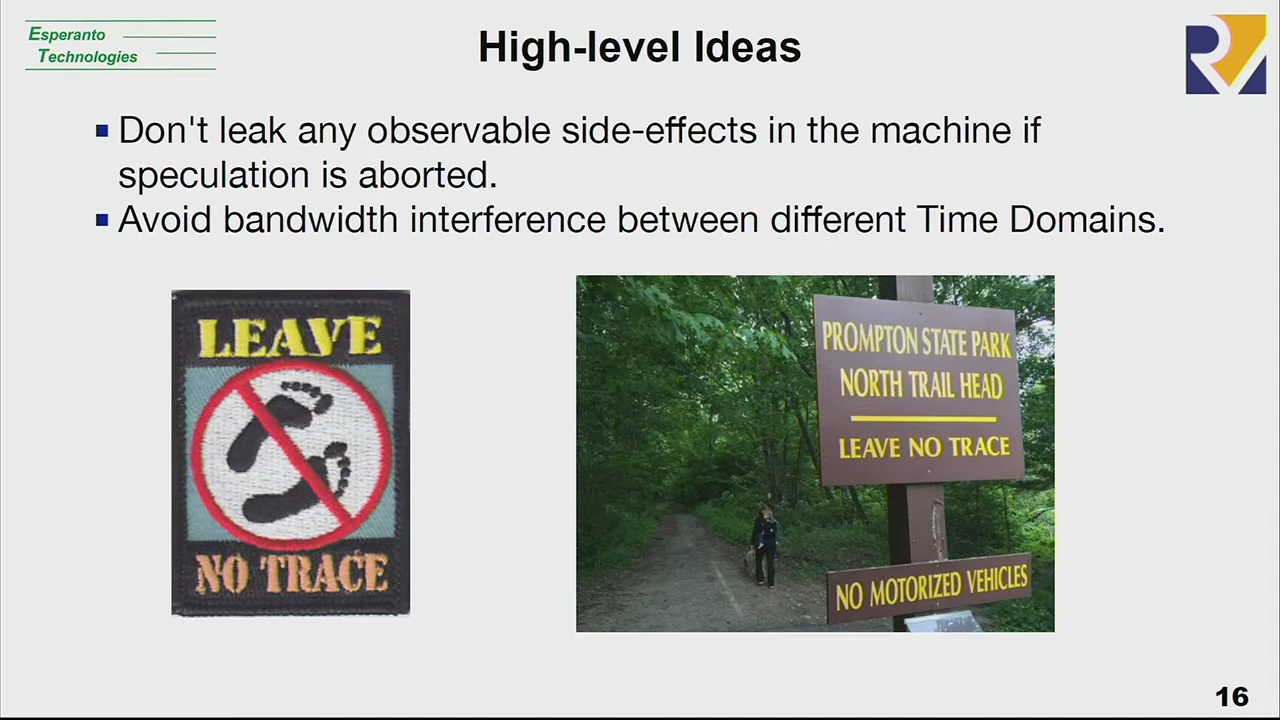 Esperanto
Technologies
High-level Ideas
RV
Don't leak any observable side-effects in the machine if
speculation is aborted.
Avoid bandwidth interference between different Time Domains.
LEAVE
NO TRACE
PROMPTON STATE PARK
NORTH TRAIL HEAD
LEAVE NO TRACE
NO MOTORIZED VEHICLES
16